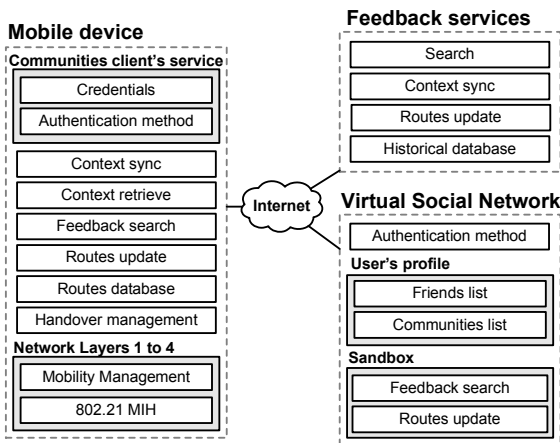 Mobile device
Communities client's service
Credentials
Authentication method
Context sync
Context retrieve
Feedback search
Routes update
Routes database
Handover management
Network Layers 1 to 4
Mobility Management
802.21 MIH
Internet
Feedback services
Search
Context sync
Routes update
Historical database
Virtual Social Network
Authentication method
User's profile
Friends list
Communities list
Sandbox
Feedback search
Routes update